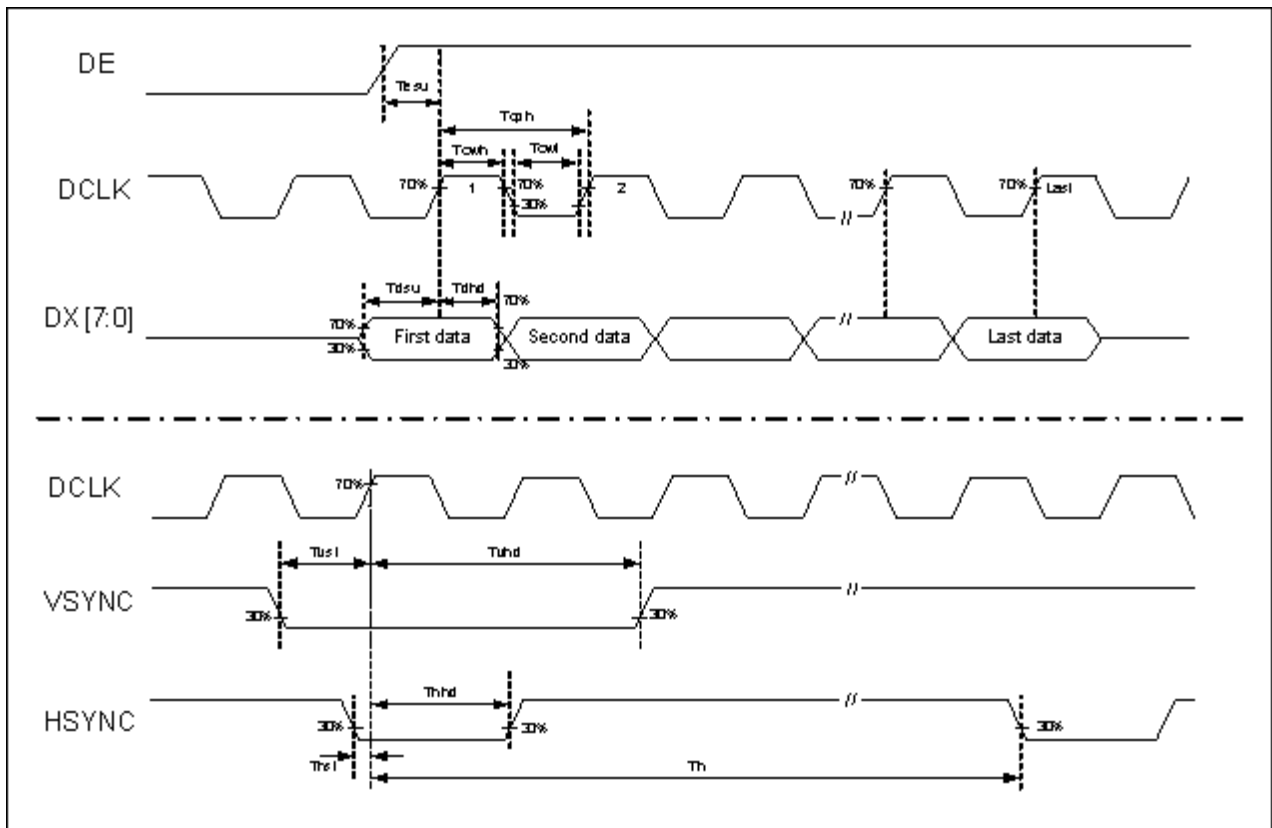 DE
Tesu
Tcph
Tcwh Tcwl
DCLK 70% 1 70% 2 70% 70% Last
30%
//
Tdsu Tdhd
70%
DX[7:0] 70% First data Second data // Last data
30% 30%
DCLK 70% //
Tvst Tvhd
VSYNC //
30% 30%
Thhd
HSYNC //
30% 30% 30%
Thst
Th